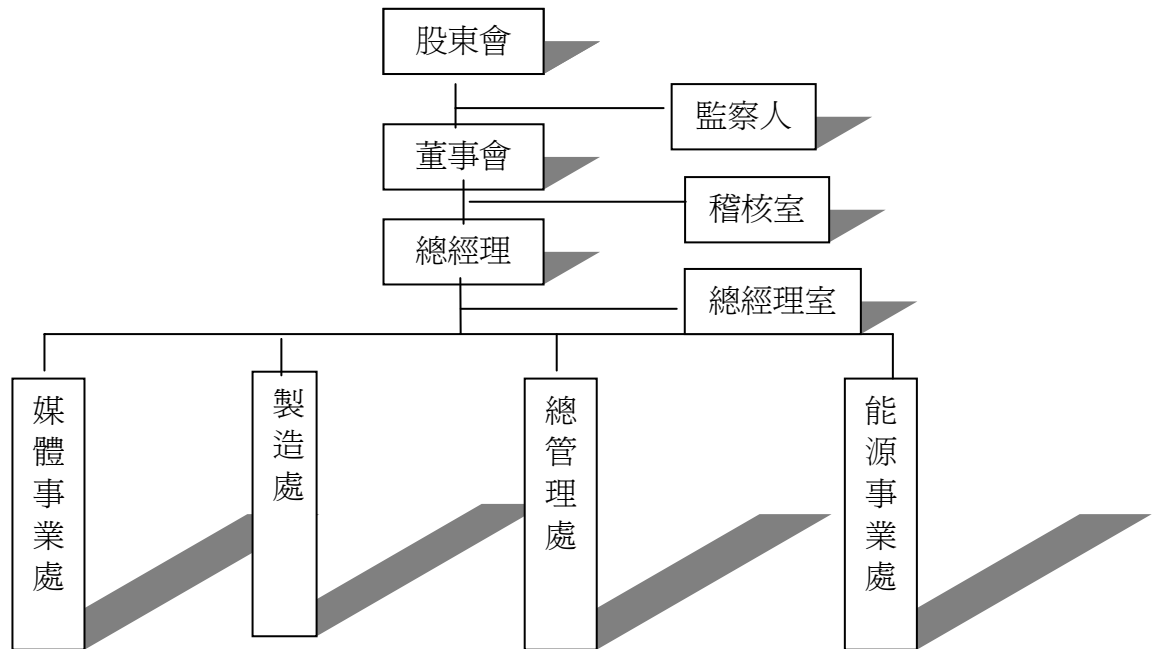 股東會
監察人
董事會
稽核室
總經理
總經理室
媒體事業處
製造處
總管理處
能源事業處